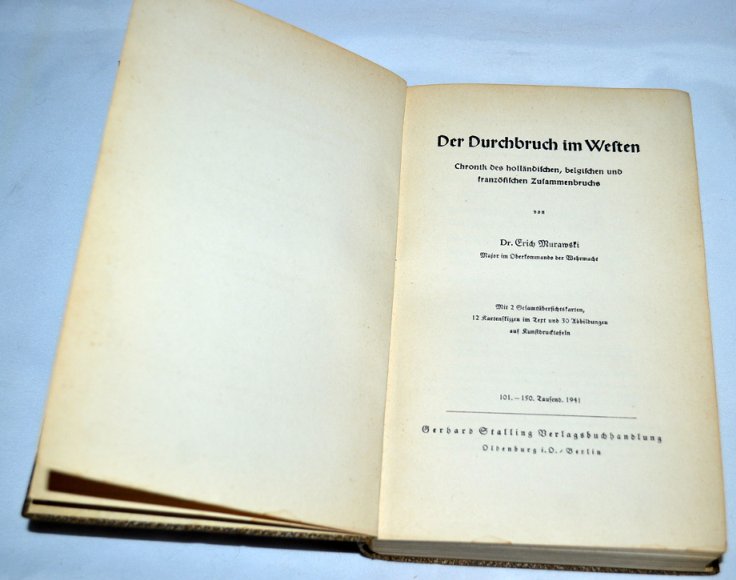 Der Durchbruch im Weſten
Chronik des holländiſchen, belgiſchen und
franzöſiſchen Zuſammenbruchs
von
Dr. Erich Murawski
Major im Oberkommando der Wehrmacht
Mit 2 Geſamtüberſichtskarten,
12 Kartenſkizzen im Text und 30 Abbildungen
auf Kunſtdrucktafeln
101.–150. Tauſend. 1941
Gerhard Stalling Verlagsbuchhandlung
Oldenburg i. O.-Berlin